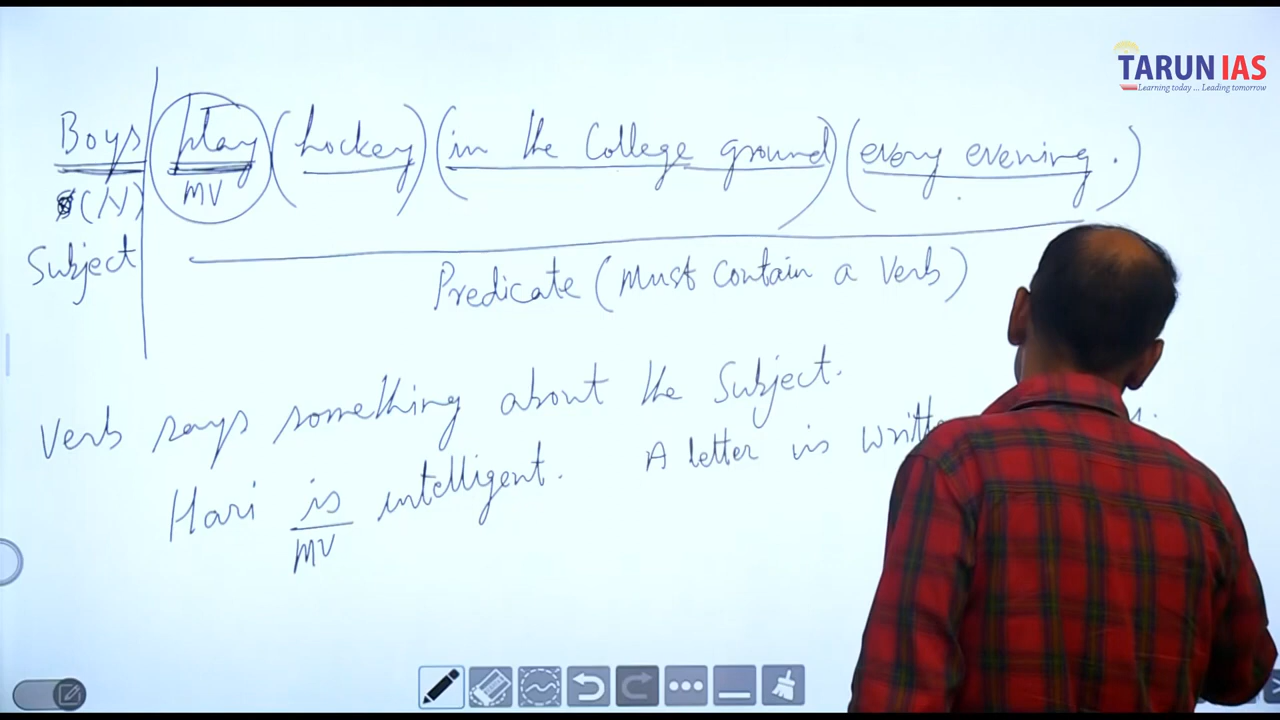 TARUN IAS
Learning today ... Leading tomorrow
Boys play hockey in the College ground every evening.
(N) MV
Subject
Predicate (Must Contain a Verb)
Verb says something about the Subject.
Hari is intelligent. A letter is
MV